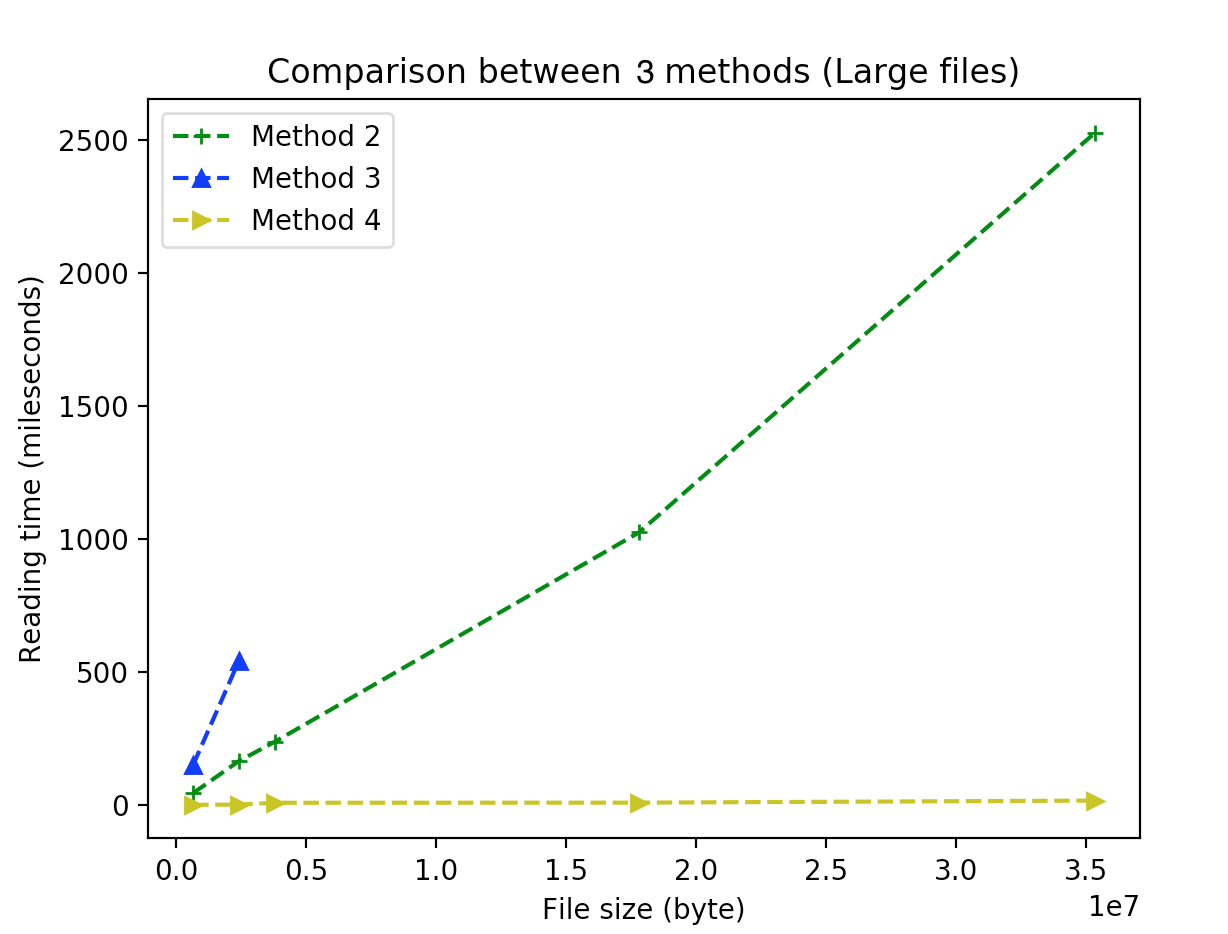 Comparison between 3 methods (Large files)
Method 2
Method 3
Method 4
2500
2000
1500
1000
500
0
Reading time (mileseconds)
0.0 0.5 1.0 1.5 2.0 2.5 3.0 3.5
1e7
File size (byte)